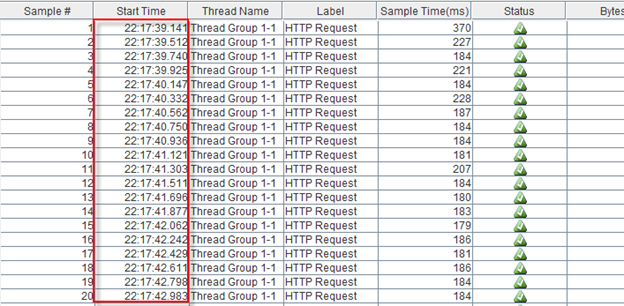 Sample # Start Time Thread Name Label Sample Time(ms) Status Bytes
1 22:17:39.141 Thread Group 1-1 HTTP Request 370
2 22:17:39.512 Thread Group 1-1 HTTP Request 227
3 22:17:39.740 Thread Group 1-1 HTTP Request 184
4 22:17:39.925 Thread Group 1-1 HTTP Request 221
5 22:17:40.147 Thread Group 1-1 HTTP Request 184
6 22:17:40.332 Thread Group 1-1 HTTP Request 228
7 22:17:40.562 Thread Group 1-1 HTTP Request 187
8 22:17:40.750 Thread Group 1-1 HTTP Request 184
9 22:17:40.936 Thread Group 1-1 HTTP Request 184
10 22:17:41.121 Thread Group 1-1 HTTP Request 181
11 22:17:41.303 Thread Group 1-1 HTTP Request 207
12 22:17:41.511 Thread Group 1-1 HTTP Request 184
13 22:17:41.696 Thread Group 1-1 HTTP Request 180
14 22:17:41.877 Thread Group 1-1 HTTP Request 183
15 22:17:42.062 Thread Group 1-1 HTTP Request 179
16 22:17:42.242 Thread Group 1-1 HTTP Request 186
17 22:17:42.429 Thread Group 1-1 HTTP Request 181
18 22:17:42.611 Thread Group 1-1 HTTP Request 186
19 22:17:42.798 Thread Group 1-1 HTTP Request 184
20 22:17:42.983 Thread Group 1-1 HTTP Request 184